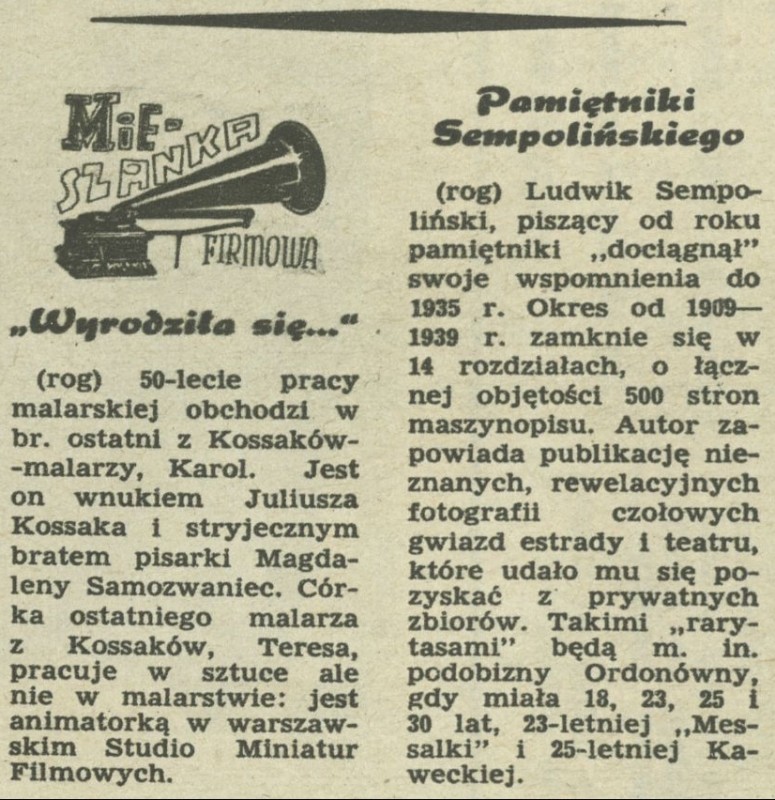 MiE-
SZANKA
FIRMOWA
„Wyrodziła się...“
(rog) 50-lecie pracy
malarskiej obchodzi w
br. ostatni z Kossaków-
-malarzy, Karol. Jest
on wnukiem Juliusza
Kossaka i stryjecznym
bratem pisarki Magda-
leny Samozwaniec. Cór-
ka ostatniego malarza
z Kossaków, Teresa,
pracuje w sztuce ale
nie w malarstwie: jest
animatorką w warszaw-
skim Studio Miniatur
Filmowych.
Pamiętniki
Sempolińskiego
(rog) Ludwik Sempo-
liński, piszący od roku
pamiętniki „dociągnął”
swoje wspomnienia do
1935 r. Okres od 1909—
1939 r. zamknie się w
14 rozdziałach, o łącz-
nej objętości 500 stron
maszynopisu. Autor za-
powiada publikację nie-
znanych, rewelacyjnych
fotografii czołowych
gwiazd estrady i teatru,
które udało mu się po-
zyskać z prywatnych
zbiorów. Takimi „rary-
tasami” będą m. in.
podobizny Ordonówny,
gdy miała 18, 23, 25 i
30 lat, 23-letniej „Mes-
salki” i 25-letniej Ka-
weckiej.